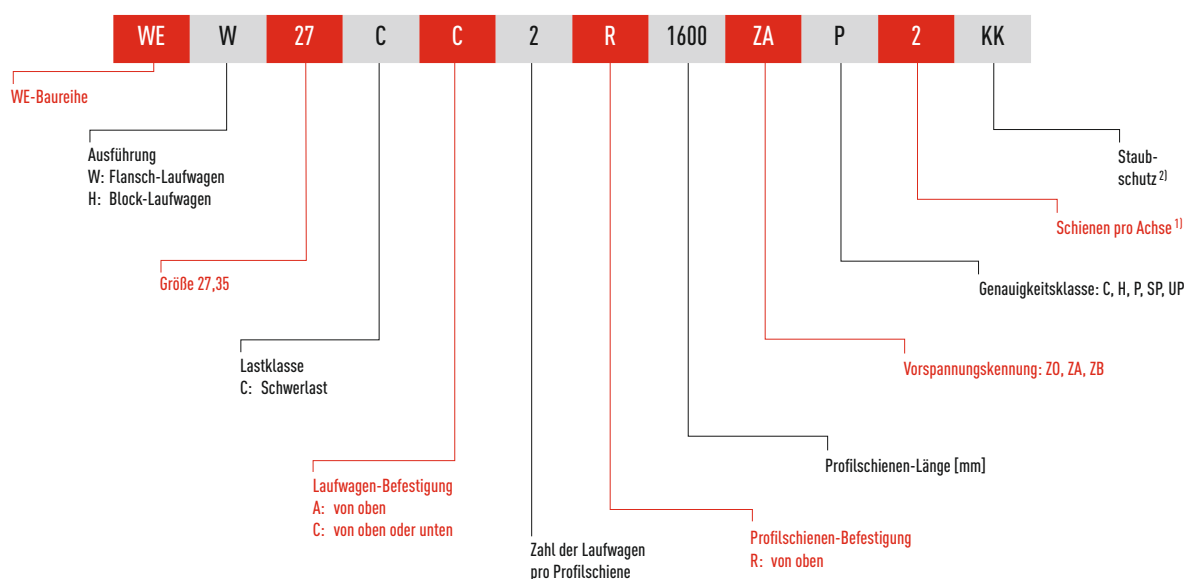 WE W 27 C C 2 R 1600 ZA P 2 KK
WE-Baureihe
Ausführung
W: Flansch-Laufwagen
H: Block-Laufwagen
Größe 27,35
Lastklasse
C: Schwerlast
Laufwagen-Befestigung
A: von oben
C: von oben oder unten
Zahl der Laufwagen
pro Profilschiene
Profilschienen-Befestigung
R: von oben
Profilschienen-Länge [mm]
Vorspannungskennung: Z0, ZA, ZB
Genauigkeitsklasse: C, H, P, SP, UP
Schienen pro Achse 1)
Staub-
schutz 2)